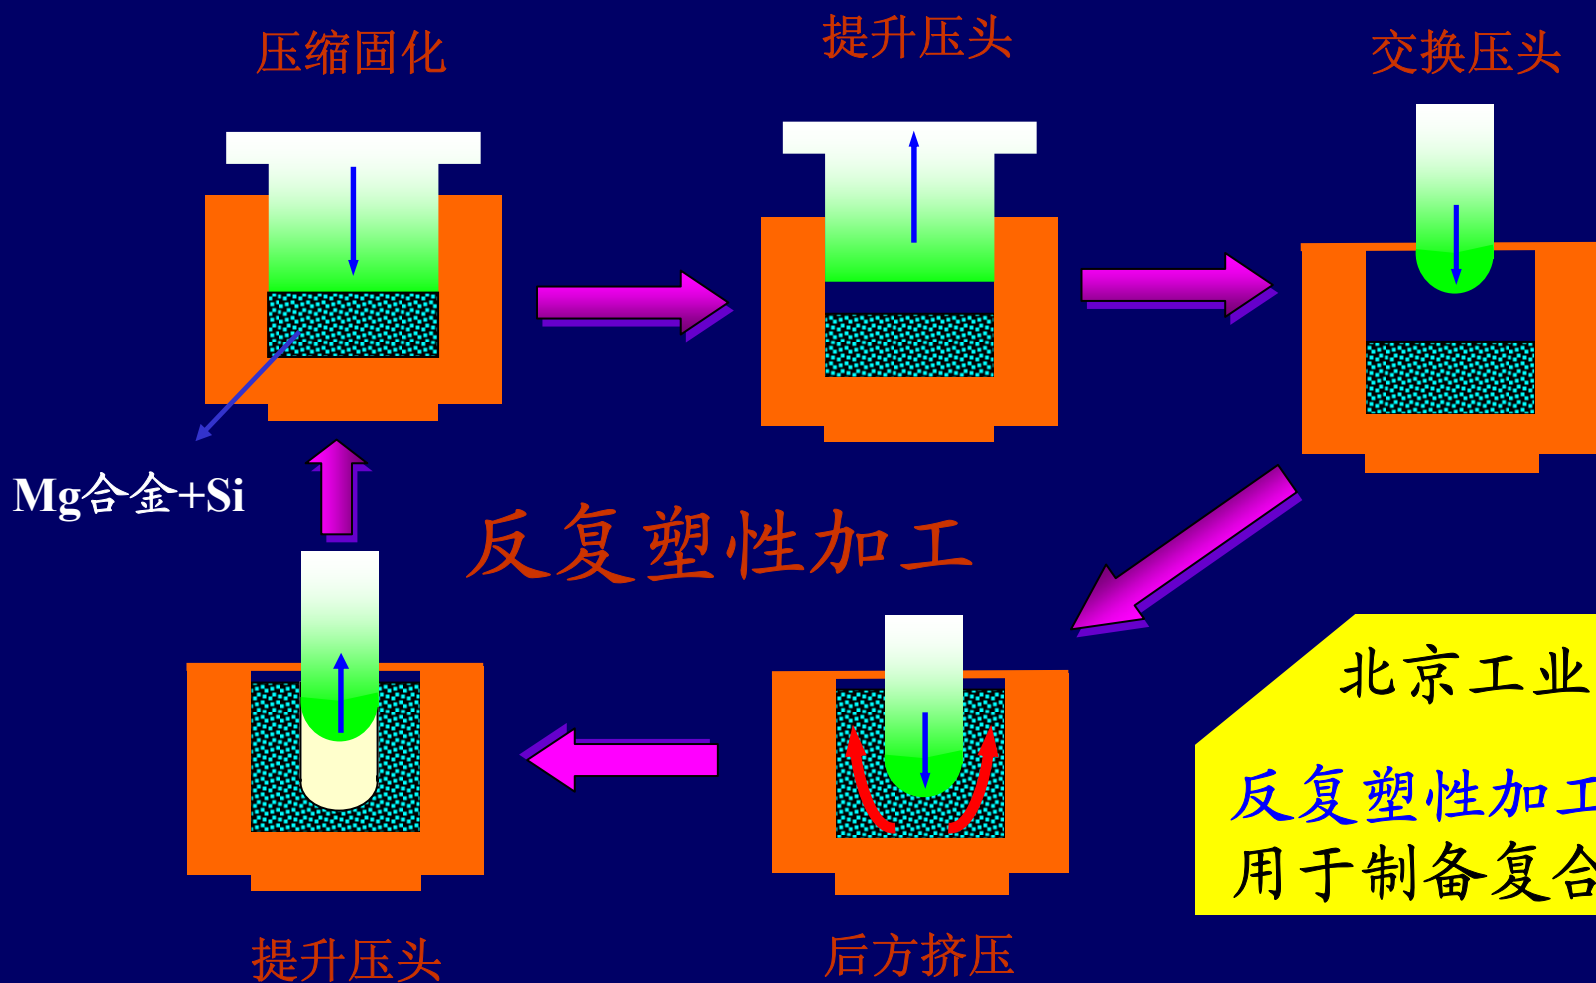 压缩固化
提升压头
交换压头
Mg合金+Si
反复塑性加工
北京工业
反复塑性加工
用于制备复合
提升压头
后方挤压